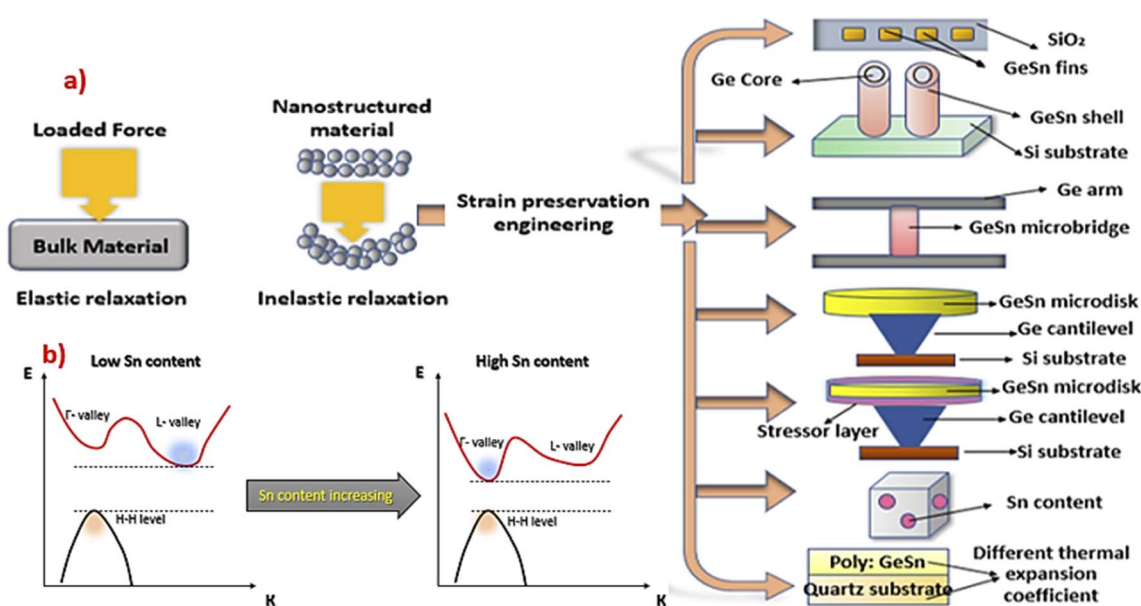 a)
Loaded Force
Bulk Material
Elastic relaxation
Nanostructured
material
Inelastic relaxation
Strain preservation
engineering
SiO₂
GeSn fins
Ge Core
GeSn shell
Si substrate
Ge arm
GeSn microbridge
GeSn microdisk
Ge cantilevel
Si substrate
GeSn microdisk
Ge cantilevel
Stressor layer
Si substrate
Sn content
Poly: GeSn
Quartz substrate
Different thermal
expansion
coefficient
b)
Low Sn content
E
Γ- valley
L- valley
H-H level
K
Sn content increasing
High Sn content
E
Γ- valley
L- valley
H-H level
K